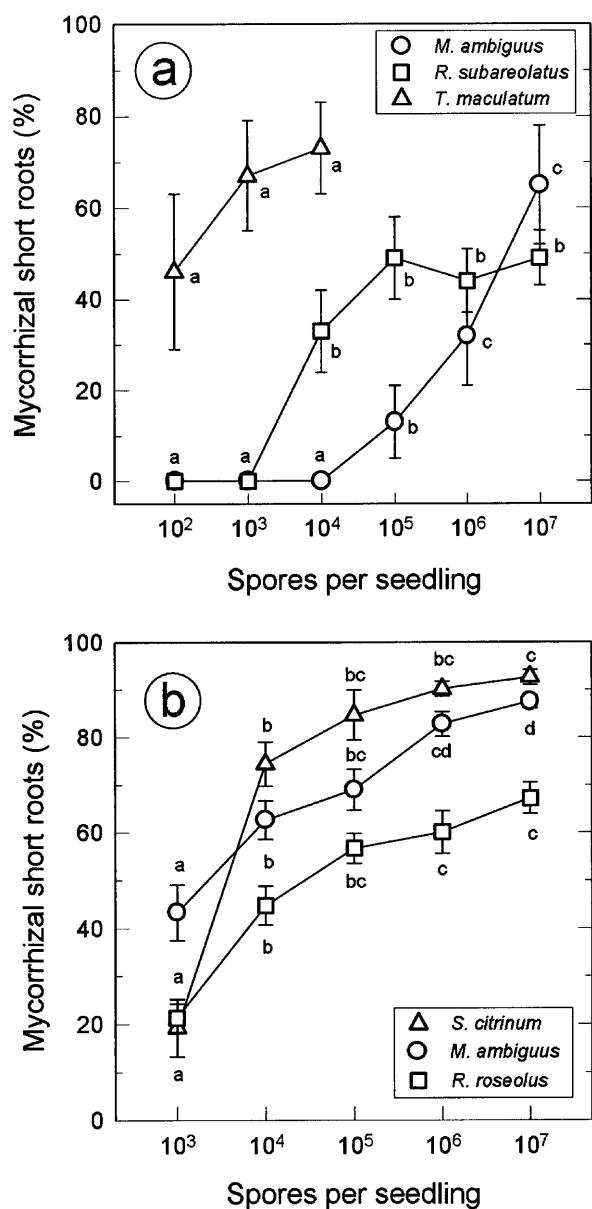 100
80
60
40
20
0
Mycorrhizal short roots (%)
a
M. ambiguus
R. subareolatus
T. maculatum
a
a
a
a
a
a
b
b
b
b
b
c
c
10² 10³ 10⁴ 10⁵ 10⁶ 10⁷
Spores per seedling
100
80
60
40
20
0
Mycorrhizal short roots (%)
b
b
bc
bc
c
a
b
bc
cd
d
a
a
b
bc
c
c
S. citrinum
M. ambiguus
R. roseolus
10³ 10⁴ 10⁵ 10⁶ 10⁷
Spores per seedling